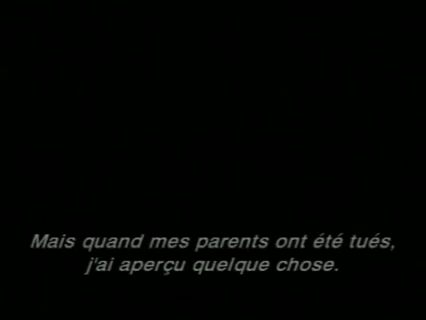 Mais quand mes parents ont été tués,
j'ai aperçu quelque chose.